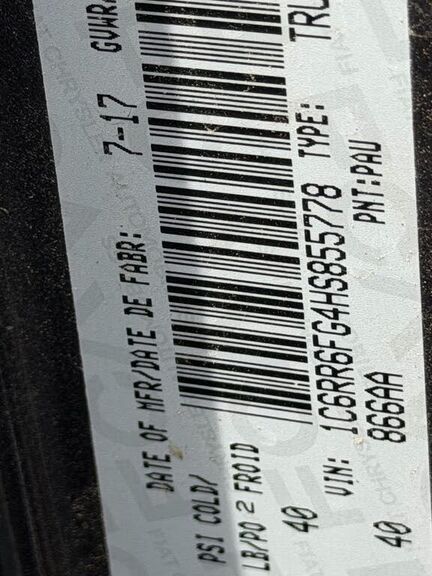 DATE OF MFR/DATE DE FABR: 7-17 GVWR
PSI COLD/
LB/PO 2 FROID
40
VIN: 1C6RR6FG4HS855778 TYPE: TRU
866AA PNT:PAU
40